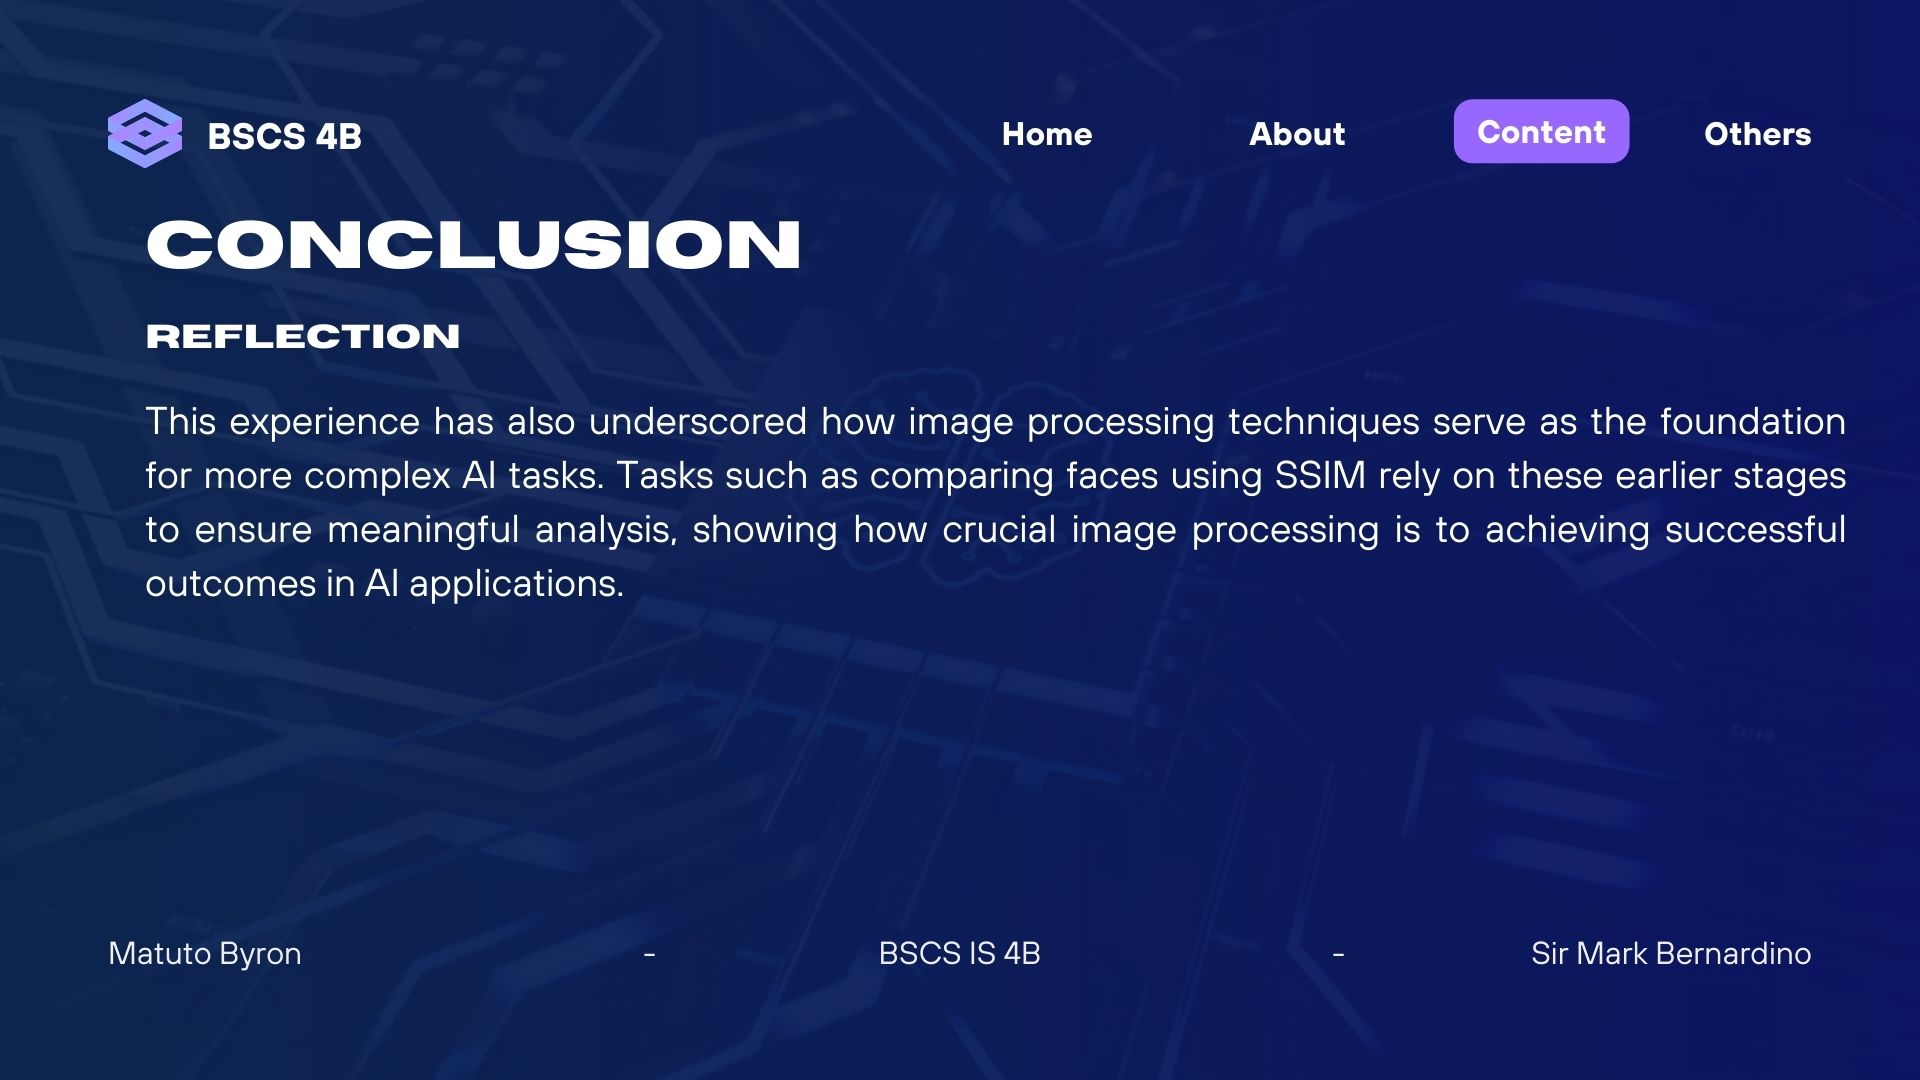 BSCS 4B
Home
About
Content
Others
CONCLUSION
REFLECTION
This experience has also underscored how image processing techniques serve as the foundation
for more complex AI tasks. Tasks such as comparing faces using SSIM rely on these earlier stages
to ensure meaningful analysis, showing how crucial image processing is to achieving successful
outcomes in AI applications.
Matuto Byron
-
BSCS IS 4B
-
Sir Mark Bernardino